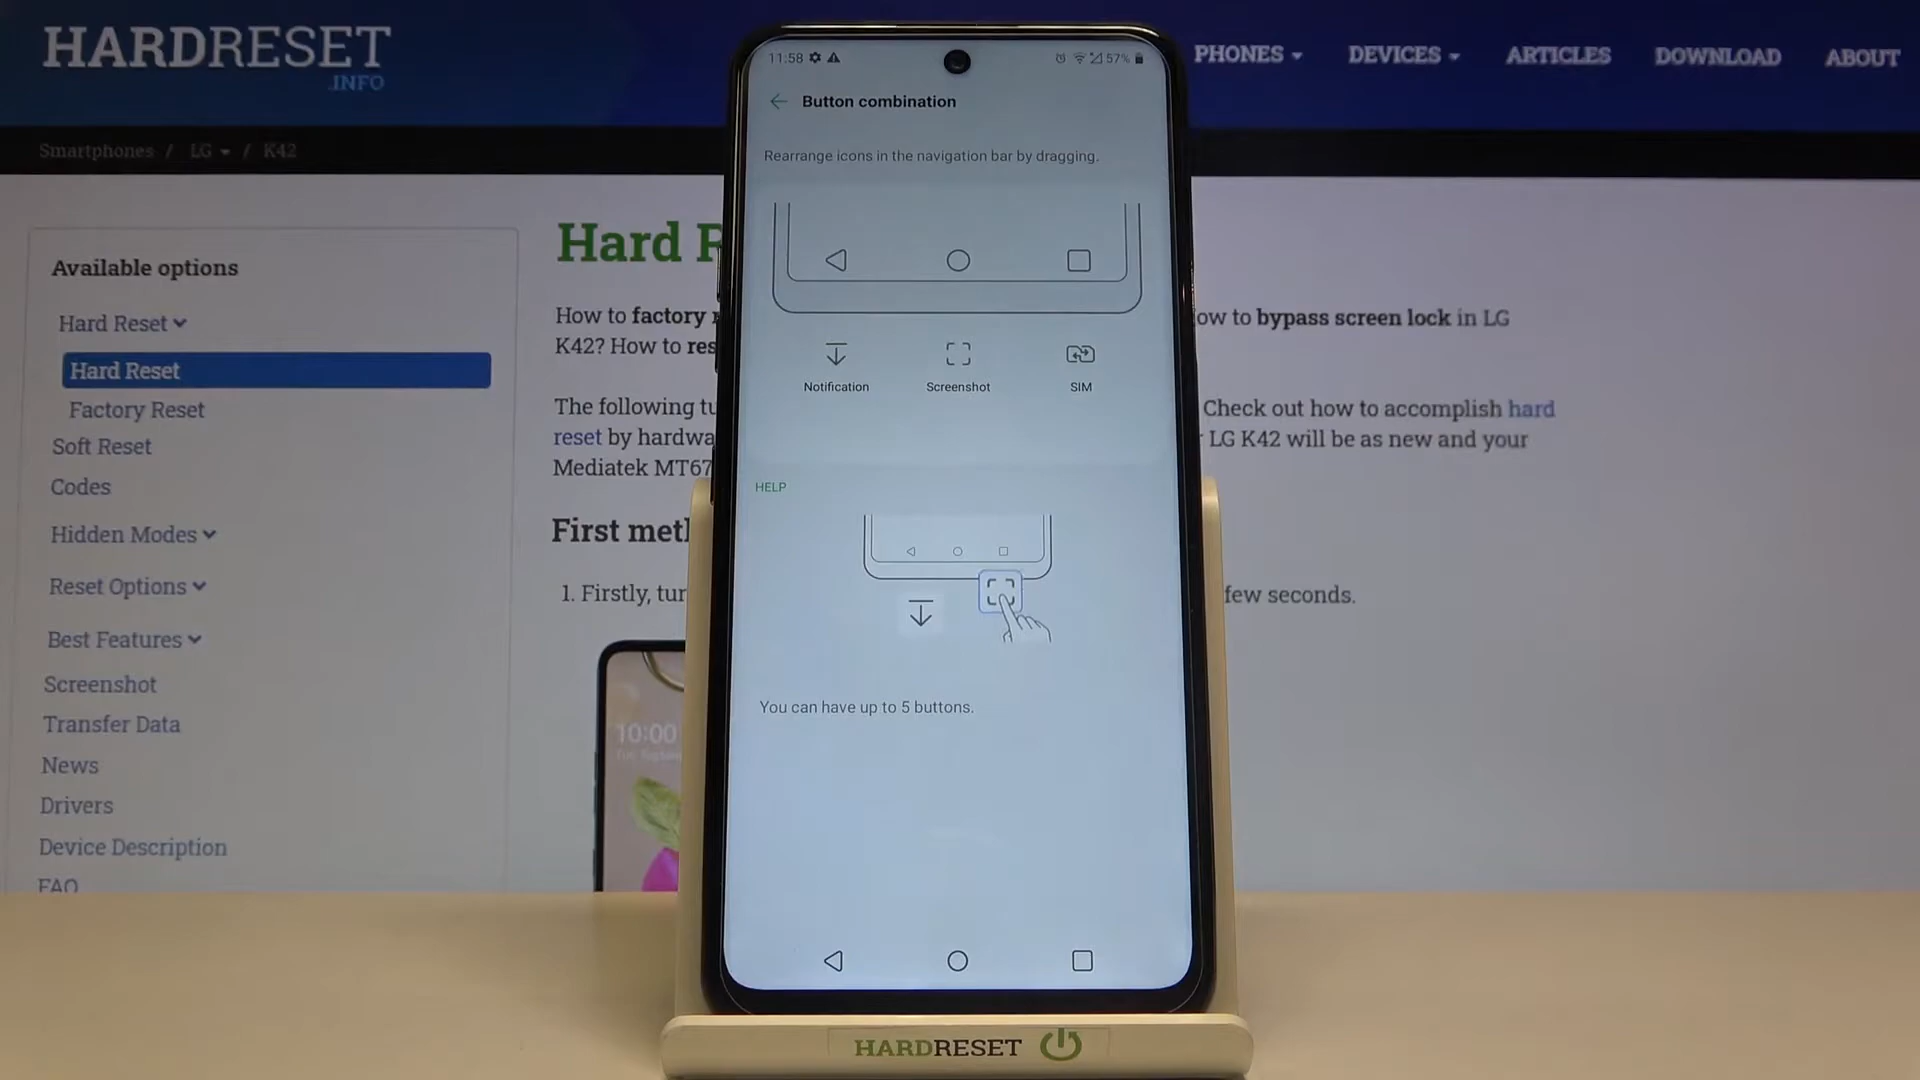 HARDRESET
.INFO
PHONES
DEVICES
ARTICLES
DOWNLOAD
ABOUT
Smartphones / LG / K42
Available options
Hard Reset
Hard Reset
Factory Reset
Soft Reset
Codes
Hidden Modes
Reset Options
Best Features
Screenshot
Transfer Data
News
Drivers
Device Description
FAQ
Hard R
How to factory
ow to bypass screen lock in LG
K42? How to res
The following tu
Check out how to accomplish hard
reset by hardwa
LG K42 will be as new and your
Mediatek MT67
First met
1. Firstly, tur
few seconds.
10:00
11:58
57%
Button combination
Rearrange icons in the navigation bar by dragging.
Notification
Screenshot
SIM
HELP
You can have up to 5 buttons.
HARDRESET